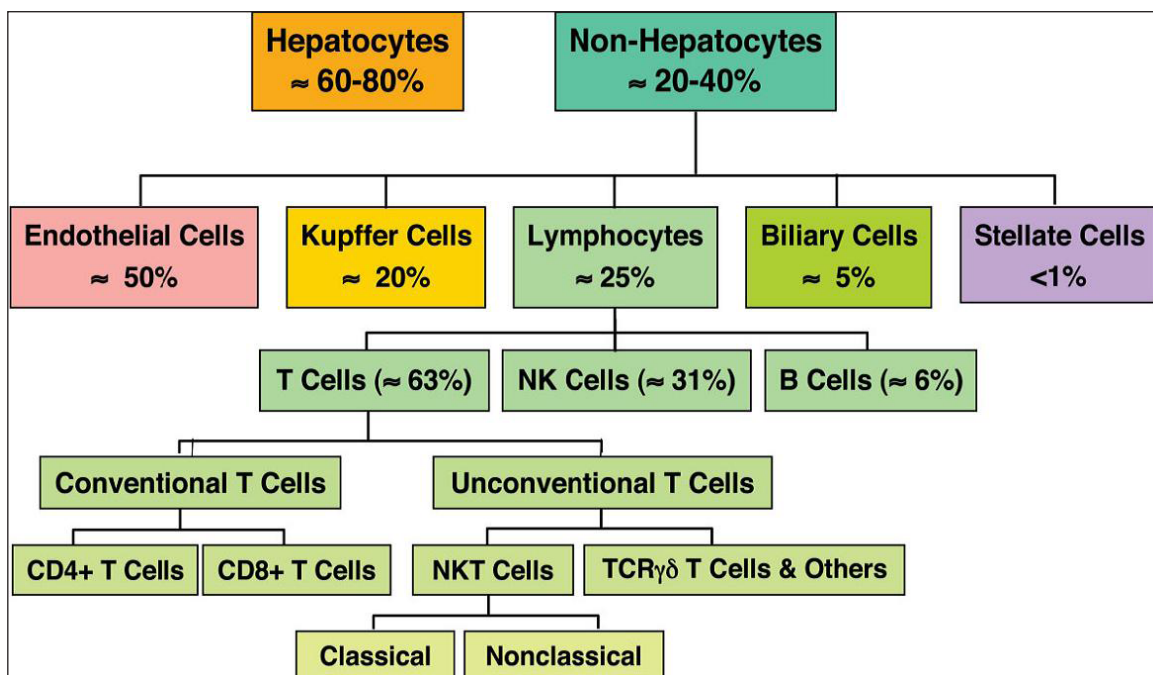 Hepatocytes
≈ 60-80%
Non-Hepatocytes
≈ 20-40%
Endothelial Cells
≈ 50%
Kupffer Cells
≈ 20%
Lymphocytes
≈ 25%
Biliary Cells
≈ 5%
Stellate Cells
<1%
T Cells (≈ 63%)
NK Cells (≈ 31%)
B Cells (≈ 6%)
Conventional T Cells
Unconventional T Cells
CD4+ T Cells
CD8+ T Cells
NKT Cells
TCRγδ T Cells & Others
Classical
Nonclassical